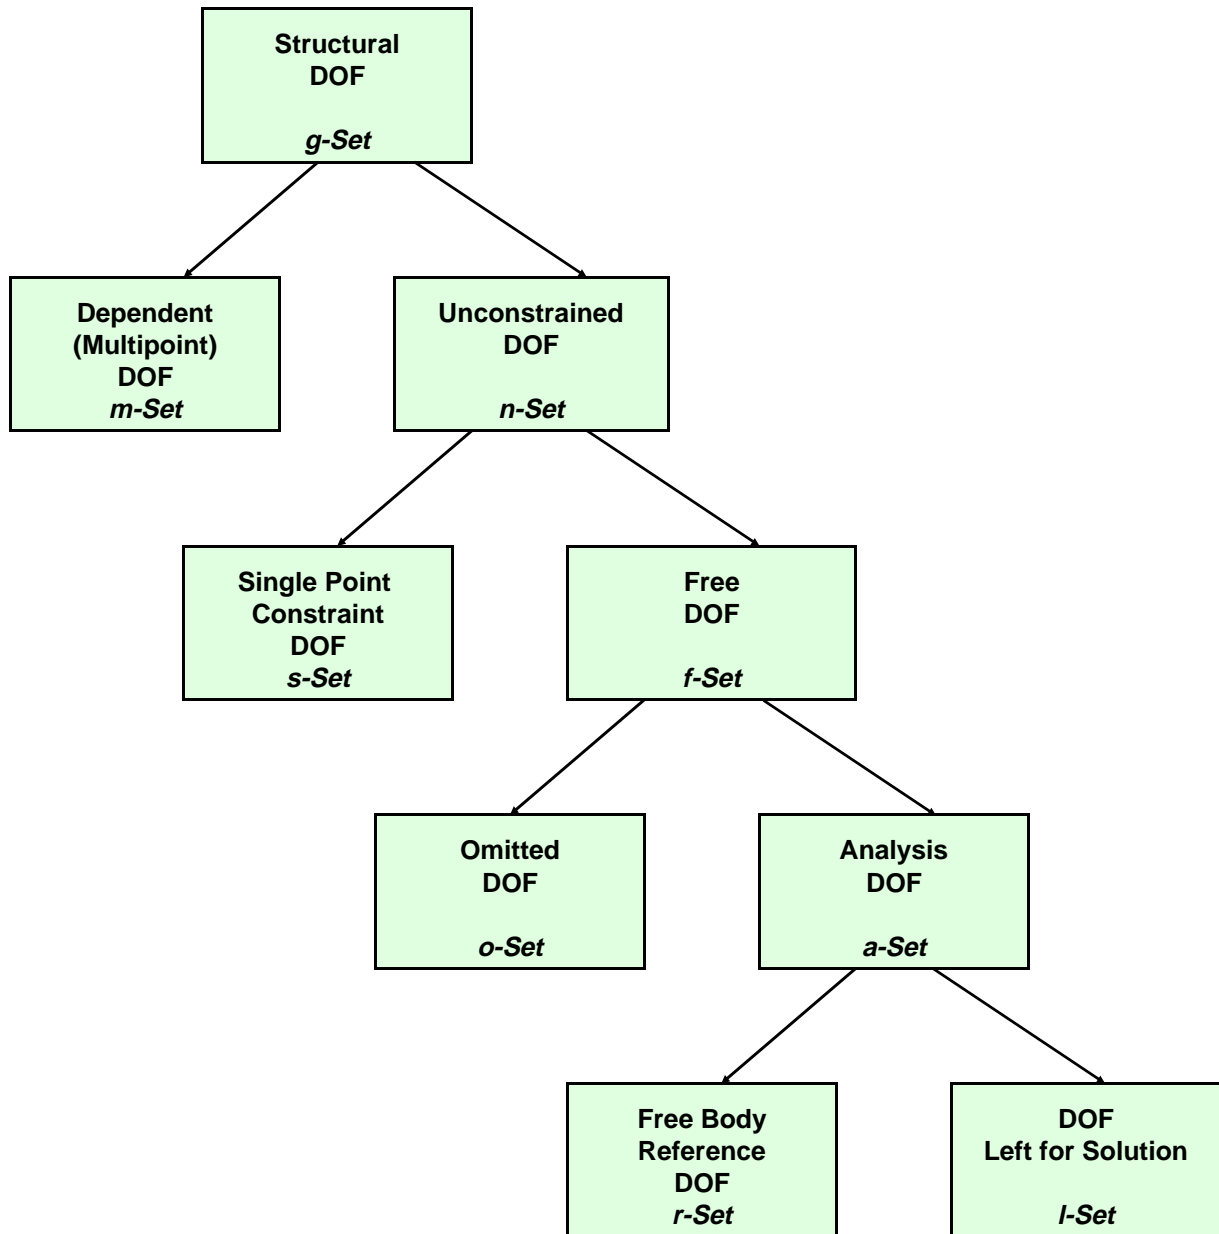 Structural
DOF
g-Set
Dependent
(Multipoint)
DOF
m-Set
Unconstrained
DOF
n-Set
Single Point
Constraint
DOF
s-Set
Free
DOF
f-Set
Omitted
DOF
o-Set
Analysis
DOF
a-Set
Free Body
Reference
DOF
r-Set
DOF
Left for Solution
l-Set